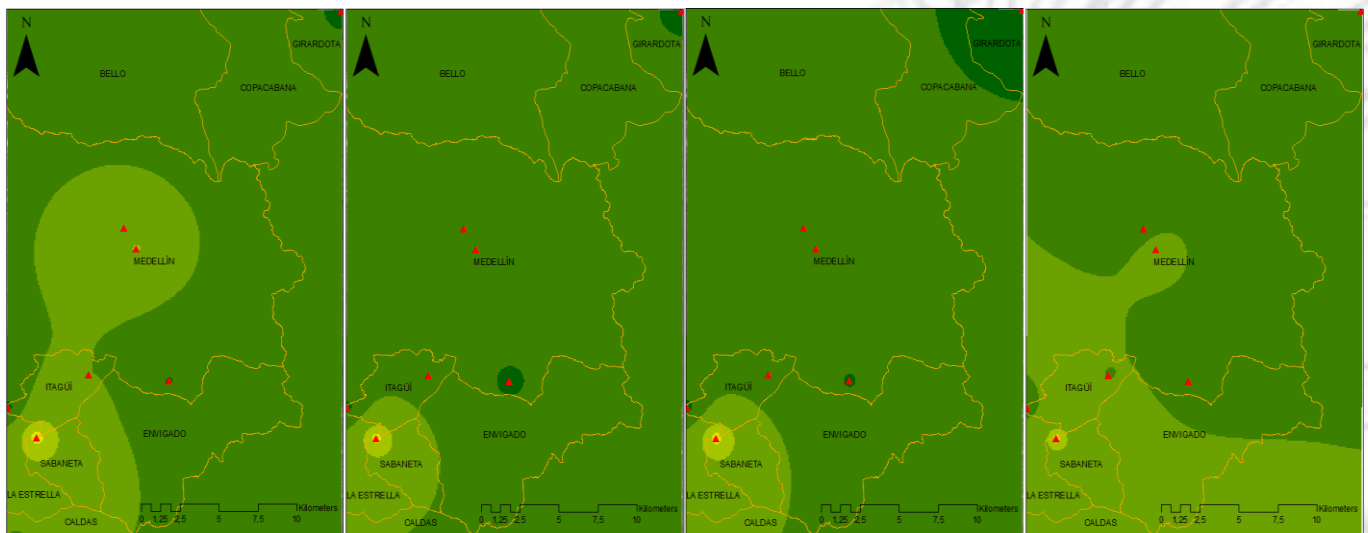 N
GIRARDOTA
BELLO
COPACABANA
MEDELLÍN
ITAGÜÍ
ENVIGADO
SABANETA
LA ESTRELLA
CALDAS
Kilometers
0 1,25 2,5 5 7,5 10
N
GIRARDOTA
BELLO
COPACABANA
MEDELLÍN
ITAGÜÍ
ENVIGADO
SABANETA
LA ESTRELLA
CALDAS
Kilometers
0 1,25 2,5 5 7,5 10
N
GIRARDOTA
BELLO
COPACABANA
MEDELLÍN
ITAGÜÍ
ENVIGADO
SABANETA
LA ESTRELLA
CALDAS
Kilometers
0 1,25 2,5 5 7,5 10
N
GIRARDOTA
BELLO
COPACABANA
MEDELLÍN
ITAGÜÍ
ENVIGADO
SABANETA
LA ESTRELLA
CALDAS
Kilometers
0 1,25 2,5 5 7,5 10